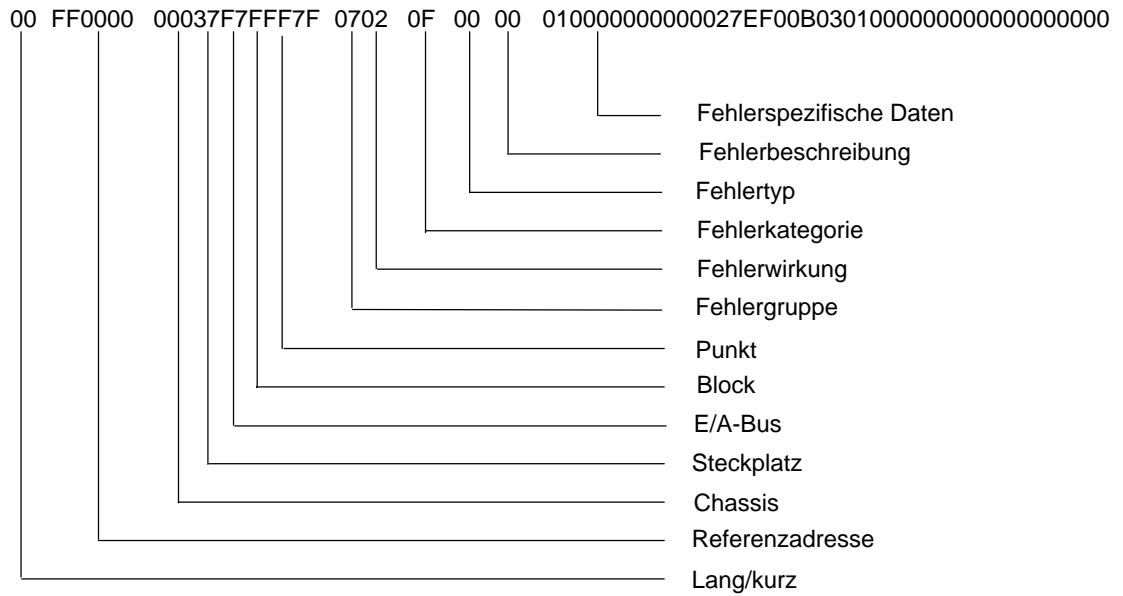 00 FF0000 00037F7FFF7F 0702 0F 00 00 010000000000027EF00B0301000000000000000000
Fehlerspezifische Daten
Fehlerbeschreibung
Fehlertyp
Fehlerkategorie
Fehlerwirkung
Fehlergruppe
Punkt
Block
E/A-Bus
Steckplatz
Chassis
Referenzadresse
Lang/kurz